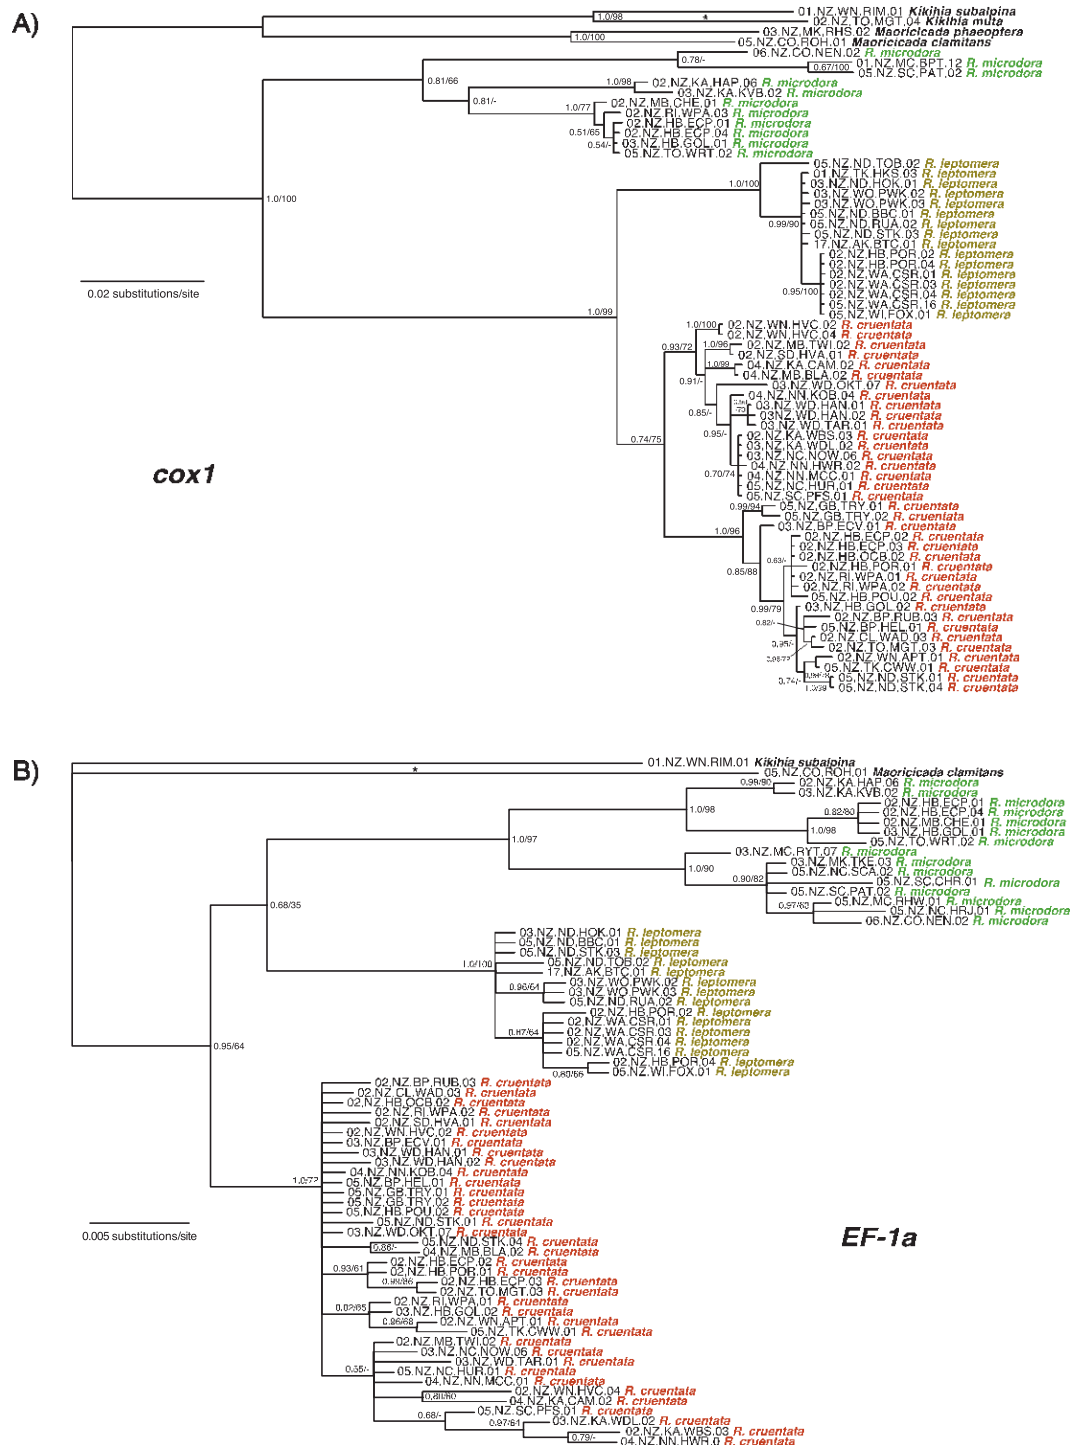 A)
01.NZ.WN.RIM.01 Kikihia subalpina
1.0/98
*
02.NZ.TO.MGT.04 Kikihia muta
03.NZ.MK.RHS.02 Maoricicada phaeoptera
1.0/100
05.NZ.CO.ROH.01 Maoricicada clamitans
06.NZ.CO.NEN.02 R. microdora
0.78/-
01.NZ.MC.BPT.12 R. microdora
0.67/100
05.NZ.SC.PAT.02 R. microdora
0.81/66
02.NZ.KA.HAP.06 R. microdora
1.0/98
03.NZ.KA.KVB.02 R. microdora
0.81/-
02.NZ.MB.CHE.01 R. microdora
1.0/77
02.NZ.RI.WPA.03 R. microdora
02.NZ.HB.ECP.01 R. microdora
0.51/65
02.NZ.HB.ECP.04 R. microdora
0.54/-
03.NZ.HB.GOL.01 R. microdora
05.NZ.TO.WRT.02 R. microdora
05.NZ.ND.TOB.02 R. leptomera
01.NZ.TK.HKS.03 R. leptomera
1.0/100
03.NZ.ND.HOK.01 R. leptomera
03.NZ.WO.PWK.02 R. leptomera
1.0/100
03.NZ.WO.PWK.03 R. leptomera
05.NZ.ND.BBC.01 R. leptomera
0.99/90
05.NZ.ND.RUA.02 R. leptomera
05.NZ.ND.STK.03 R. leptomera
17.NZ.AK.BTC.01 R. leptomera
02.NZ.HB.POR.02 R. leptomera
02.NZ.HB.POR.04 R. leptomera
02.NZ.WA.CSR.01 R. leptomera
02.NZ.WA.CSR.03 R. leptomera
0.95/100
02.NZ.WA.CSR.04 R. leptomera
0.02 substitutions/site
02.NZ.WA.CSR.16 R. leptomera
1.0/99
05.NZ.WI.FOX.01 R. leptomera
1.0/100
02.NZ.WN.HVC.02 R. cruentata
02.NZ.WN.HVC.04 R. cruentata
0.93/72
1.0/96
02.NZ.MB.TWI.02 R. cruentata
02.NZ.SD.HVA.01 R. cruentata
1.0/99
04.NZ.KA.CAM.02 R. cruentata
04.NZ.MB.BLA.02 R. cruentata
0.91/-
03.NZ.WD.OKT.07 R. cruentata
04.NZ.NN.KOB.04 R. cruentata
03.NZ.WD.HAN.01 R. cruentata
0.85/-
03NZ.WD.HAN.02 R. cruentata
03.NZ.WD.TAR.01 R. cruentata
0.95/-
02.NZ.KA.WBS.03 R. cruentata
0.74/75
03.NZ.KA.WDL.02 R. cruentata
03.NZ.NC.NOW.06 R. cruentata
04.NZ.NN.HWR.02 R. cruentata
cox1
0.70/74
04.NZ.NN.MCC.01 R. cruentata
05.NZ.NC.HUR.01 R. cruentata
05.NZ.SC.PFS.01 R. cruentata
0.99/94
05.NZ.GB.TRY.01 R. cruentata
05.NZ.GB.TRY.02 R. cruentata
1.0/96
03.NZ.BP.ECV.01 R. cruentata
02.NZ.HB.ECP.02 R. cruentata
02.NZ.HB.ECP.03 R. cruentata
0.63/-
02.NZ.HB.OCB.02 R. cruentata
0.85/88
02.NZ.HB.POR.01 R. cruentata
02.NZ.RI.WPA.01 R. cruentata
02.NZ.RI.WPA.02 R. cruentata
05.NZ.HB.POU.02 R. cruentata
0.99/79
03.NZ.HB.GOL.02 R. cruentata
02.NZ.BP.RUB.03 R. cruentata
0.82/-
05.NZ.BP.HEL.01 R. cruentata
02.NZ.CL.WAD.03 R. cruentata
0.95/-
02.NZ.TO.MGT.03 R. cruentata
02.NZ.WN.APT.01 R. cruentata
05.NZ.TK.CWW.01 R. cruentata
0.74/-
05.NZ.ND.STK.01 R. cruentata
1.0/99
05.NZ.ND.STK.04 R. cruentata
B)
01.NZ.WN.RIM.01 Kikihia subalpina
*
05.NZ.CO.ROH.01 Maoricicada clamitans
0.99/90
02.NZ.KA.HAP.06 R. microdora
03.NZ.KA.KVB.02 R. microdora
1.0/98
02.NZ.HB.ECP.01 R. microdora
0.82/80
02.NZ.HB.ECP.04 R. microdora
02.NZ.MB.CHE.01 R. microdora
1.0/98
03.NZ.HB.GOL.01 R. microdora
1.0/97
05.NZ.TO.WRT.02 R. microdora
03.NZ.MC.RYT.07 R. microdora
03.NZ.MK.TKE.03 R. microdora
1.0/90
05.NZ.NC.SCA.02 R. microdora
0.90/82
05.NZ.SC.CHR.01 R. microdora
05.NZ.SC.PAT.02 R. microdora
05.NZ.MC.RHW.01 R. microdora
0.97/63
05.NZ.NC.HRJ.01 R. microdora
0.68/35
06.NZ.CO.NEN.02 R. microdora
03.NZ.ND.HOK.01 R. leptomera
05.NZ.ND.BBC.01 R. leptomera
05.NZ.ND.STK.03 R. leptomera
1.0/100
05.NZ.ND.TOB.02 R. leptomera
17.NZ.AK.BTC.01 R. leptomera
03.NZ.WO.PWK.02 R. leptomera
0.96/64
03.NZ.WO.PWK.03 R. leptomera
05.NZ.ND.RUA.02 R. leptomera
02.NZ.HB.POR.02 R. leptomera
02.NZ.WA.CSR.01 R. leptomera
0.87/64
02.NZ.WA.CSR.03 R. leptomera
02.NZ.WA.CSR.04 R. leptomera
0.95/64
05.NZ.WA.CSR.16 R. leptomera
02.NZ.HB.POR.04 R. leptomera
05.NZ.WI.FOX.01 R. leptomera
02.NZ.BP.RUB.03 R. cruentata
02.NZ.CL.WAD.03 R. cruentata
02.NZ.HB.OCB.02 R. cruentata
02.NZ.RI.WPA.02 R. cruentata
02.NZ.SD.HVA.01 R. cruentata
02.NZ.WN.HVC.02 R. cruentata
03.NZ.BP.ECV.01 R. cruentata
03.NZ.WD.HAN.01 R. cruentata
03.NZ.WD.HAN.02 R. cruentata
04.NZ.NN.KOB.04 R. cruentata
1.0/72
05.NZ.BP.HEL.01 R. cruentata
05.NZ.GB.TRY.01 R. cruentata
05.NZ.GB.TRY.02 R. cruentata
05.NZ.HB.POU.02 R. cruentata
05.NZ.ND.STK.01 R. cruentata
0.005 substitutions/site
03.NZ.WD.OKT.07 R. cruentata
EF-1a
05.NZ.ND.STK.04 R. cruentata
0.86/-
04.NZ.MB.BLA.02 R. cruentata
02.NZ.HB.ECP.02 R. cruentata
0.93/61
02.NZ.HB.POR.01 R. cruentata
02.NZ.HB.ECP.03 R. cruentata
02.NZ.TO.MGT.03 R. cruentata
02.NZ.RI.WPA.01 R. cruentata
03.NZ.HB.GOL.02 R. cruentata
0.96/68
02.NZ.WN.APT.01 R. cruentata
05.NZ.TK.CWW.01 R. cruentata
02.NZ.MB.TWI.02 R. cruentata
03.NZ.NC.NOW.06 R. cruentata
03.NZ.WD.TAR.01 R. cruentata
0.55/-
05.NZ.NC.HUR.01 R. cruentata
04.NZ.NN.MCC.01 R. cruentata
02.NZ.WN.HVC.04 R. cruentata
04.NZ.KA.CAM.02 R. cruentata
05.NZ.SC.PFS.01 R. cruentata
0.68/-
03.NZ.KA.WDL.02 R. cruentata
0.97/61
02.NZ.KA.WBS.03 R. cruentata
0.79/-
04.NZ.NN.HWR.0 R. cruentata